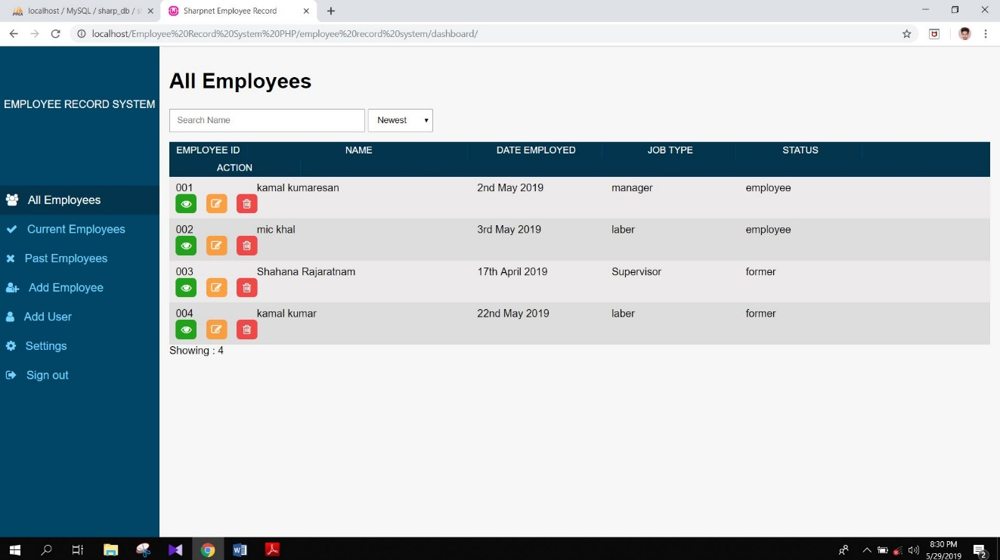 localhost / MySQL / sharp_db
Sharpnet Employee Record
localhost/Employee%20Record%20System%20PHP/employee%20record%20system/dashboard/
EMPLOYEE RECORD SYSTEM
All Employees
Current Employees
Past Employees
Add Employee
Add User
Settings
Sign out
All Employees
Search Name Newest
EMPLOYEE ID NAME DATE EMPLOYED JOB TYPE STATUS
ACTION
001 kamal kumaresan 2nd May 2019 manager employee
002 mic khal 3rd May 2019 laber employee
003 Shahana Rajaratnam 17th April 2019 Supervisor former
004 kamal kumar 22nd May 2019 laber former
Showing : 4
8:30 PM
5/29/2019
2